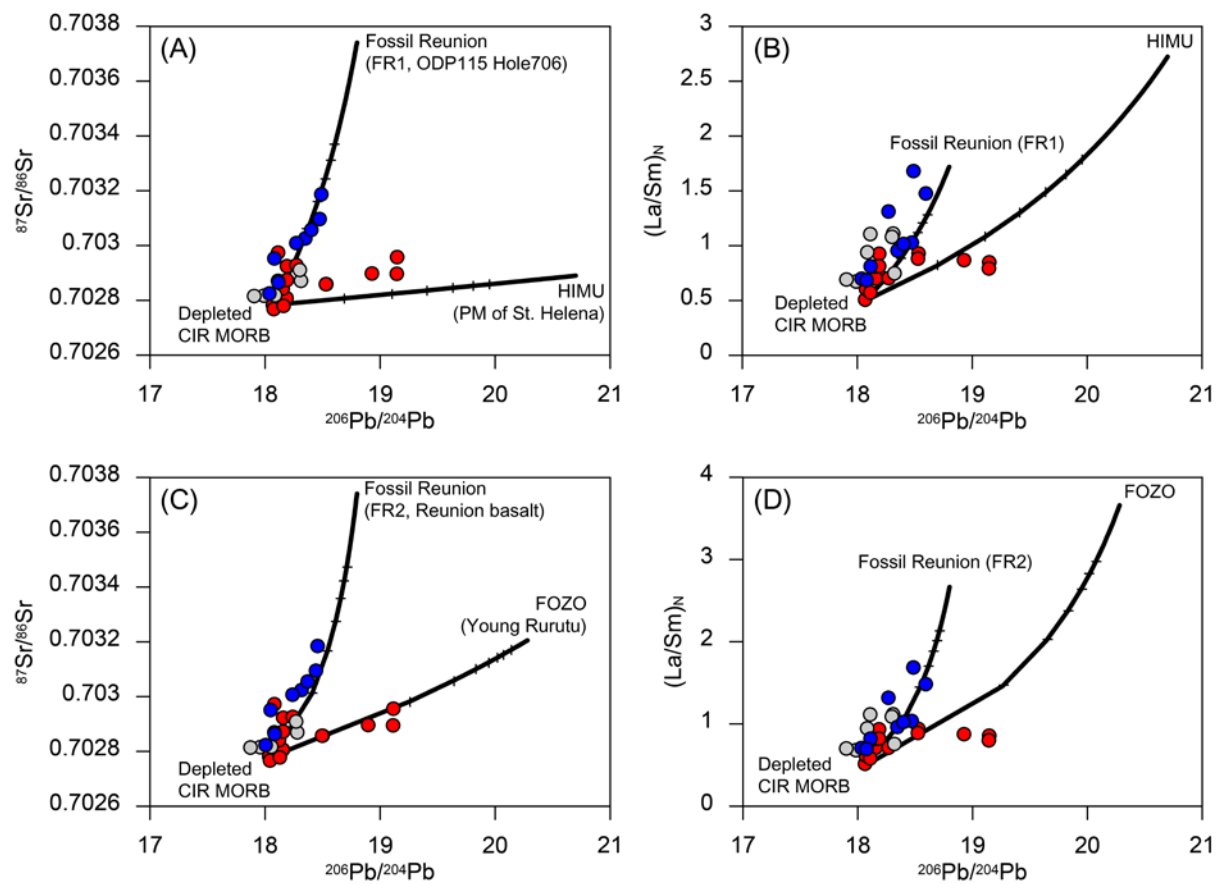 (A)
0.7038
0.7036
0.7034
0.7032
0.703
0.7028
0.7026
⁸⁷Sr/⁸⁶Sr
Fossil Reunion
(FR1, ODP115 Hole706)
HIMU
(PM of St. Helena)
Depleted
CIR MORB
17 18 19 20 21
²⁰⁶Pb/²⁰⁴Pb
(B)
3
2.5
2
1.5
1
0.5
0
(La/Sm)N
HIMU
Fossil Reunion (FR1)
Depleted
CIR MORB
17 18 19 20 21
²⁰⁶Pb/²⁰⁴Pb
(C)
0.7038
0.7036
0.7034
0.7032
0.703
0.7028
0.7026
⁸⁷Sr/⁸⁶Sr
Fossil Reunion
(FR2, Reunion basalt)
FOZO
(Young Rurutu)
Depleted
CIR MORB
17 18 19 20 21
²⁰⁶Pb/²⁰⁴Pb
(D)
4
3
2
1
0
(La/Sm)N
FOZO
Fossil Reunion (FR2)
Depleted
CIR MORB
17 18 19 20 21
²⁰⁶Pb/²⁰⁴Pb